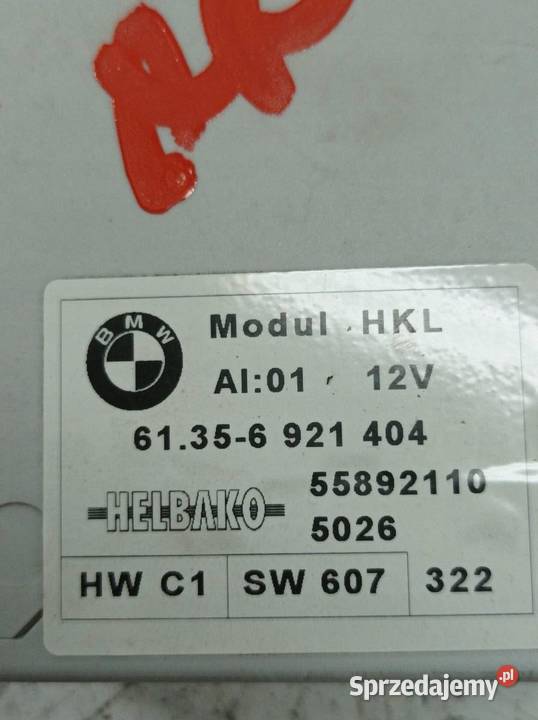 BMW
Modul HKL
AI:01 12V
61.35-6 921 404
HELBAKO
55892110
5026
HW C1 SW 607 322
Sprzedajemy.pl